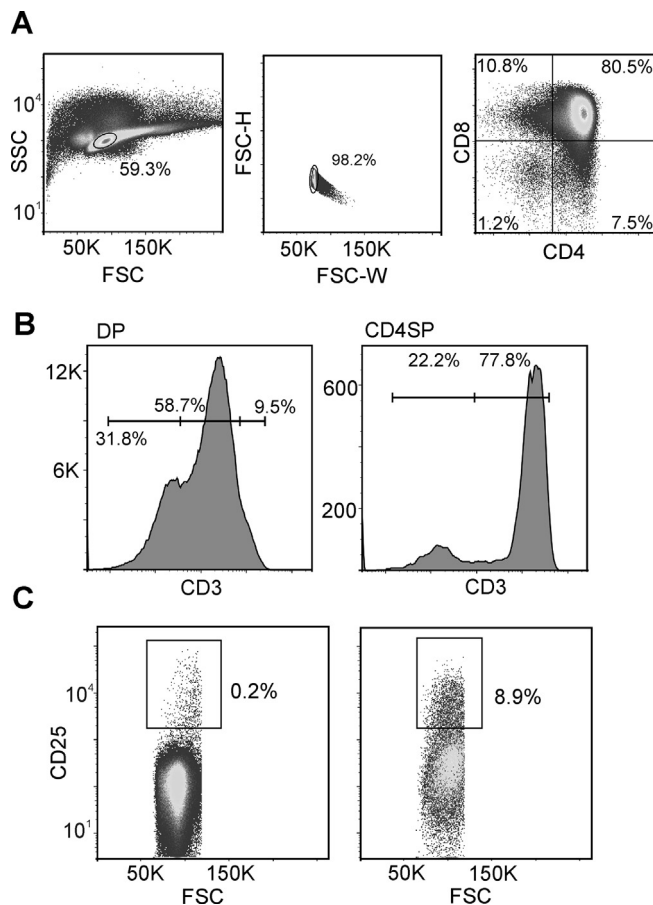 A
SSC
10^4
10^1
59.3%
50K 150K
FSC
FSC-H
98.2%
50K 150K
FSC-W
CD8
10.8% 80.5%
1.2% 7.5%
CD4
B
DP
12K
6K
58.7% 9.5%
31.8%
CD3
CD4SP
600
200
22.2% 77.8%
CD3
C
CD25
10^4
10^1
0.2%
50K 150K
FSC
8.9%
50K 150K
FSC